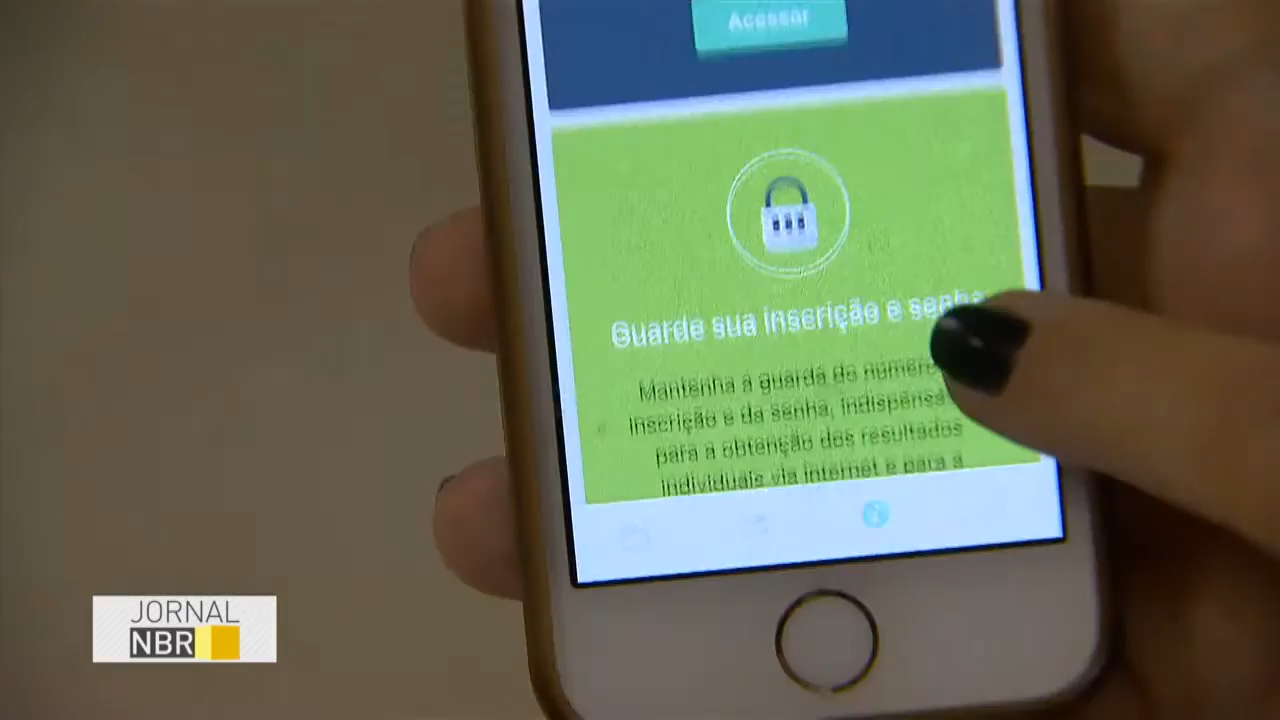 Acessar
Guarde sua inscrição e senha
Mantenha a guarda do número
inscrição e da senha, indispensá
para a obtenção dos resultados
individuais via internet e para a
JORNAL
NBR